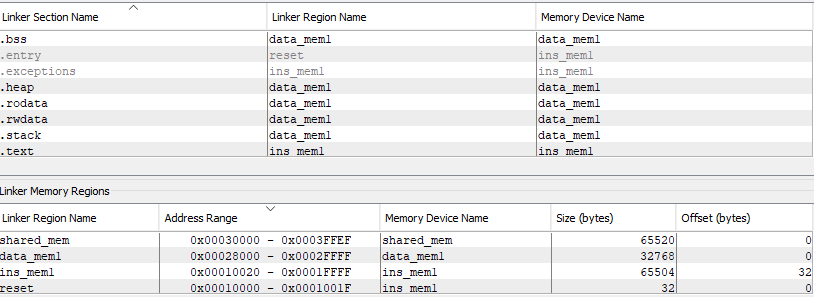 Linker Section Name Linker Region Name Memory Device Name
.bss data_mem1 data_mem1
.entry reset ins_mem1
.exceptions ins_mem1 ins_mem1
.heap data_mem1 data_mem1
.rodata data_mem1 data_mem1
.rwdata data_mem1 data_mem1
.stack data_mem1 data_mem1
.text ins_mem1 ins_mem1
Linker Memory Regions
Linker Region Name Address Range Memory Device Name Size (bytes) Offset (bytes)
shared_mem 0x00030000 - 0x0003FFEF shared_mem 65520 0
data_mem1 0x00028000 - 0x0002FFFF data_mem1 32768 0
ins_mem1 0x00010020 - 0x0001FFFF ins_mem1 65504 32
reset 0x00010000 - 0x0001001F ins_mem1 32 0